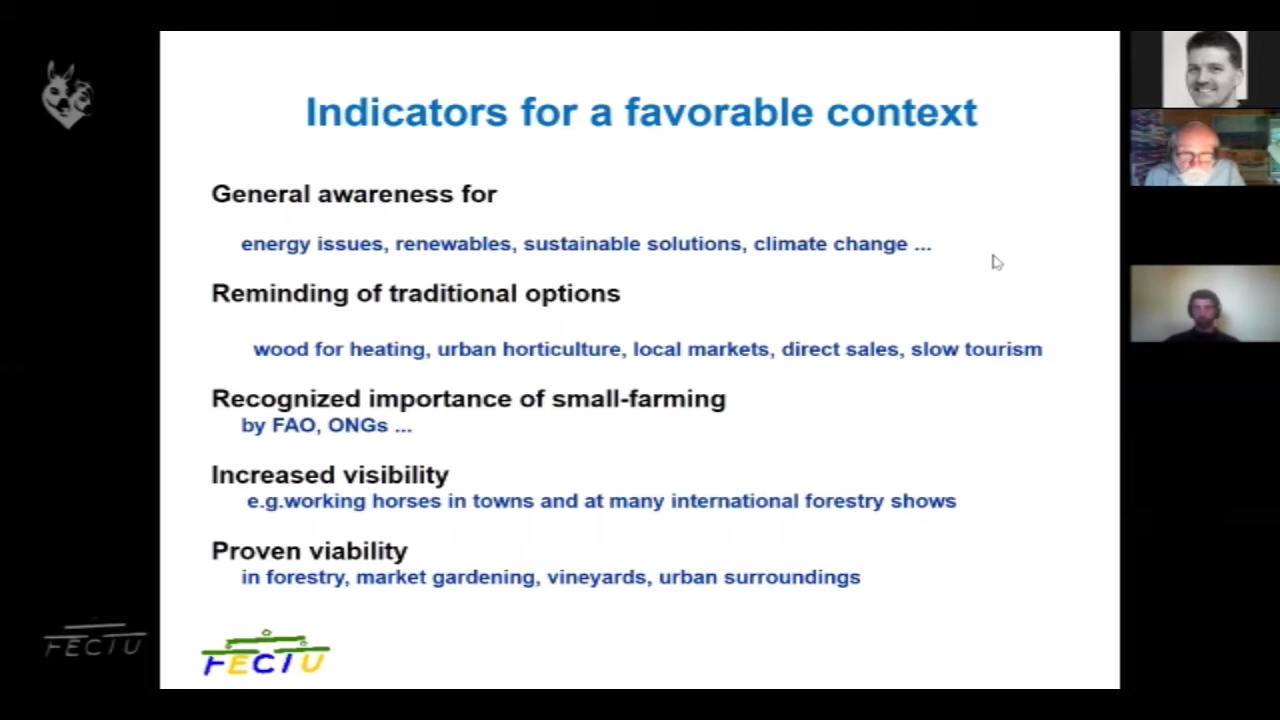 Indicators for a favorable context
General awareness for
energy issues, renewables, sustainable solutions, climate change ...
Reminding of traditional options
wood for heating, urban horticulture, local markets, direct sales, slow tourism
Recognized importance of small-farming
by FAO, ONGs ...
Increased visibility
e.g.working horses in towns and at many international forestry shows
Proven viability
in forestry, market gardening, vineyards, urban surroundings
FECTU
FECTU